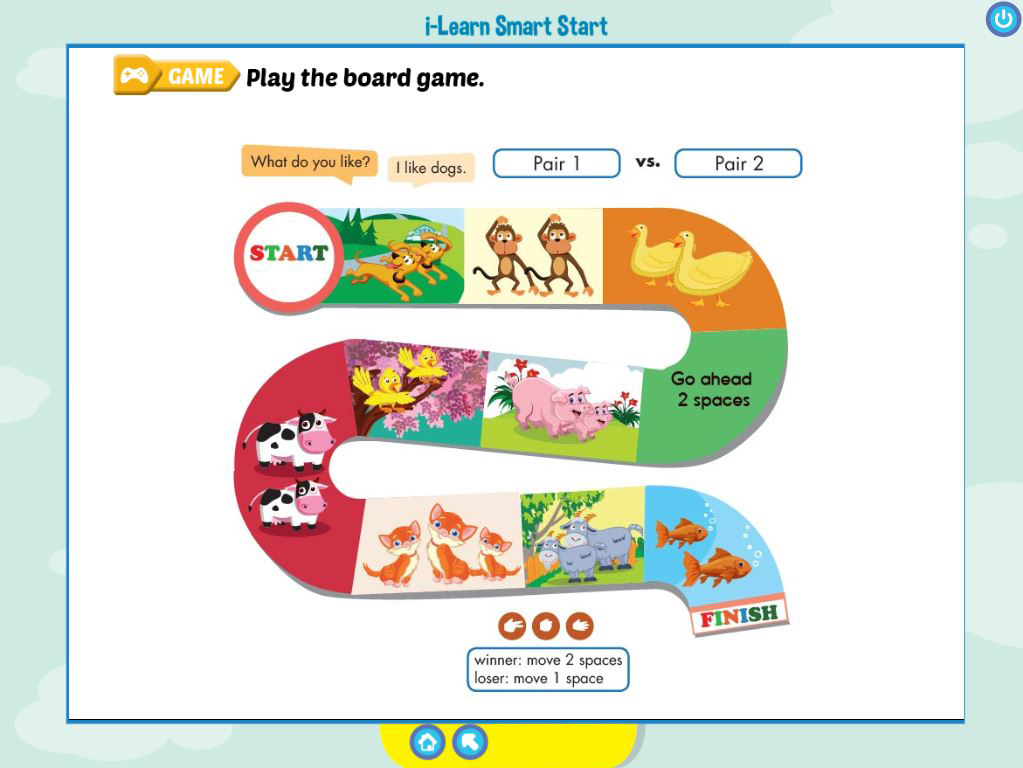 i-Learn Smart Start
GAME Play the board game.
What do you like?
I like dogs.
Pair 1 vs. Pair 2
START
Go ahead
2 spaces
FINISH
winner: move 2 spaces
loser: move 1 space